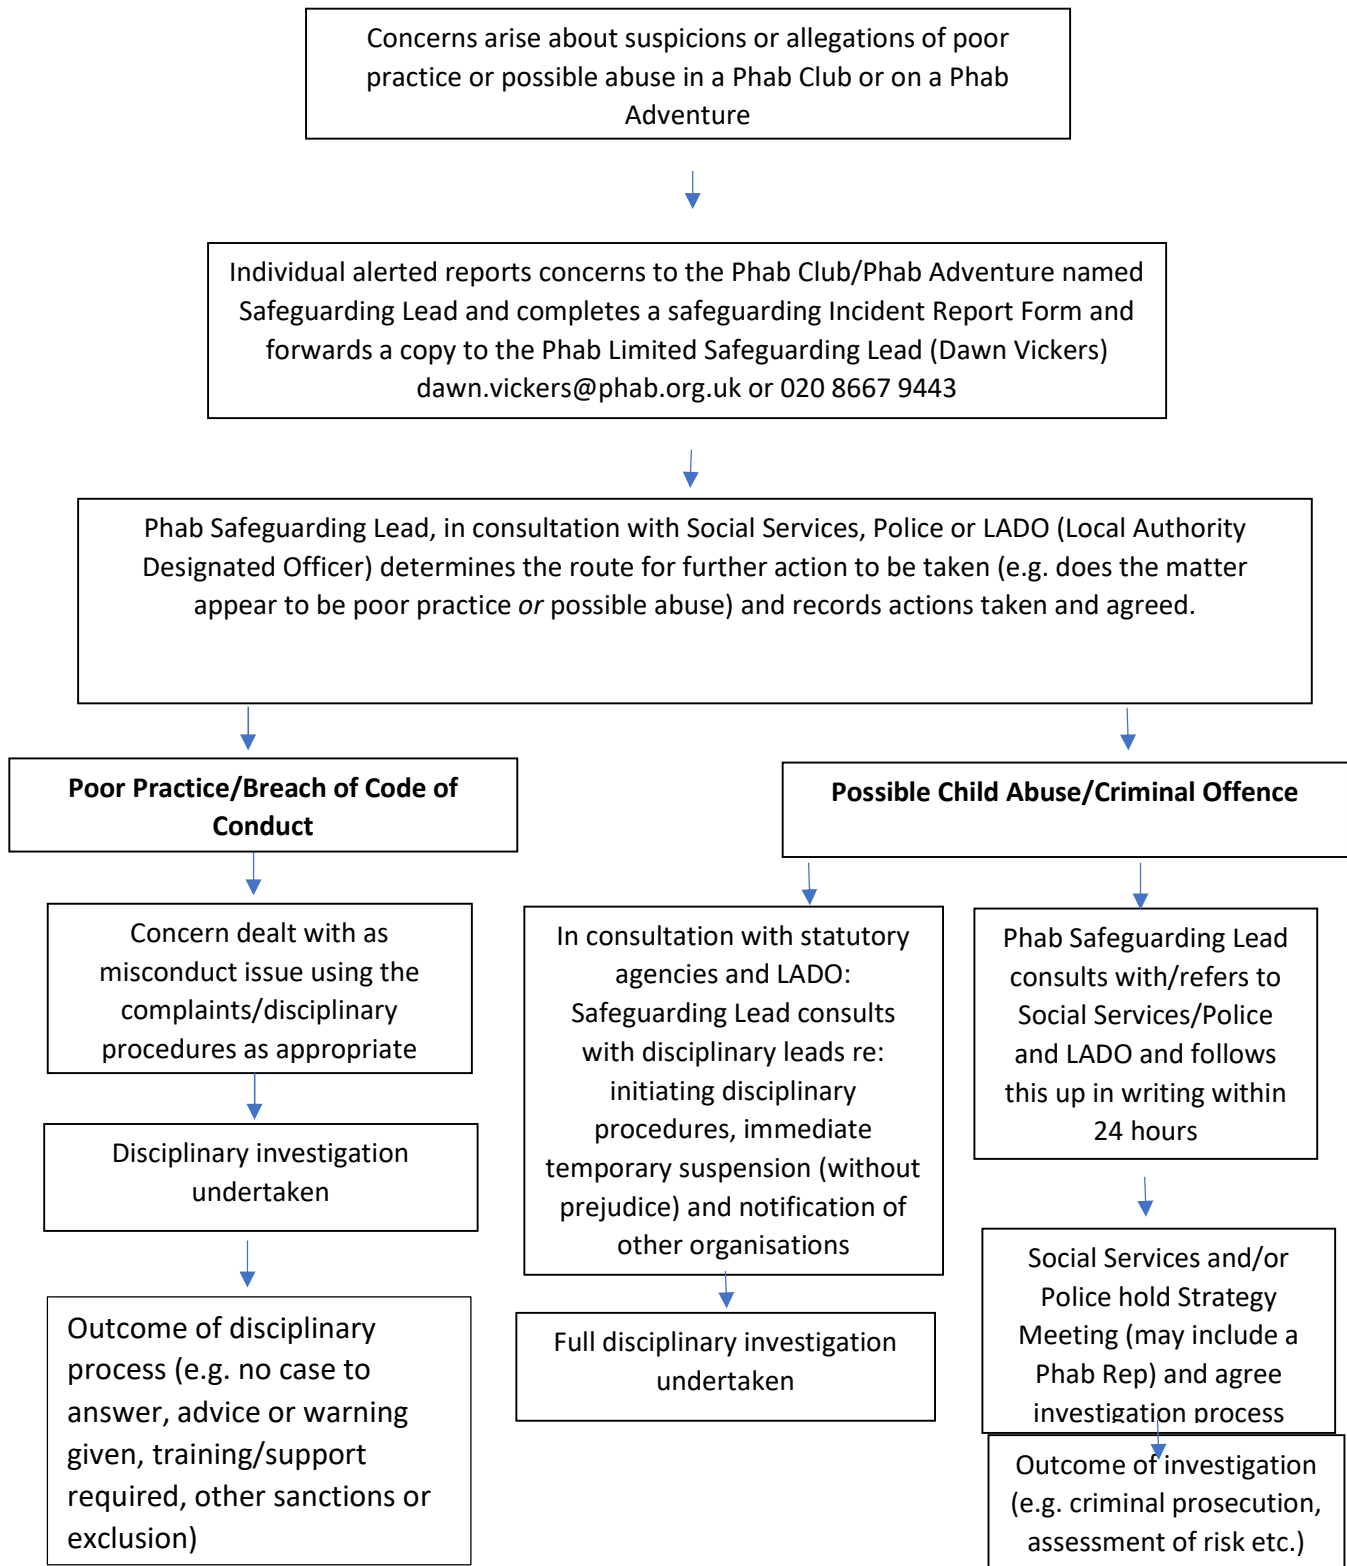 Concerns arise about suspicions or allegations of poor
practice or possible abuse in a Phab Club or on a Phab
Adventure
Individual alerted reports concerns to the Phab Club/Phab Adventure named
Safeguarding Lead and completes a safeguarding Incident Report Form and
forwards a copy to the Phab Limited Safeguarding Lead (Dawn Vickers)
dawn.vickers@phab.org.uk or 020 8667 9443
Phab Safeguarding Lead, in consultation with Social Services, Police or LADO (Local Authority
Designated Officer) determines the route for further action to be taken (e.g. does the matter
appear to be poor practice or possible abuse) and records actions taken and agreed.
Poor Practice/Breach of Code of
Conduct
Concern dealt with as
misconduct issue using the
complaints/disciplinary
procedures as appropriate
Disciplinary investigation
undertaken
Outcome of disciplinary
process (e.g. no case to
answer, advice or warning
given, training/support
required, other sanctions or
exclusion)
Possible Child Abuse/Criminal Offence
In consultation with statutory
agencies and LADO:
Safeguarding Lead consults
with disciplinary leads re:
initiating disciplinary
procedures, immediate
temporary suspension (without
prejudice) and notification of
other organisations
Full disciplinary investigation
undertaken
Phab Safeguarding Lead
consults with/refers to
Social Services/Police
and LADO and follows
this up in writing within
24 hours
Social Services and/or
Police hold Strategy
Meeting (may include a
Phab Rep) and agree
investigation process
Outcome of investigation
(e.g. criminal prosecution,
assessment of risk etc.)